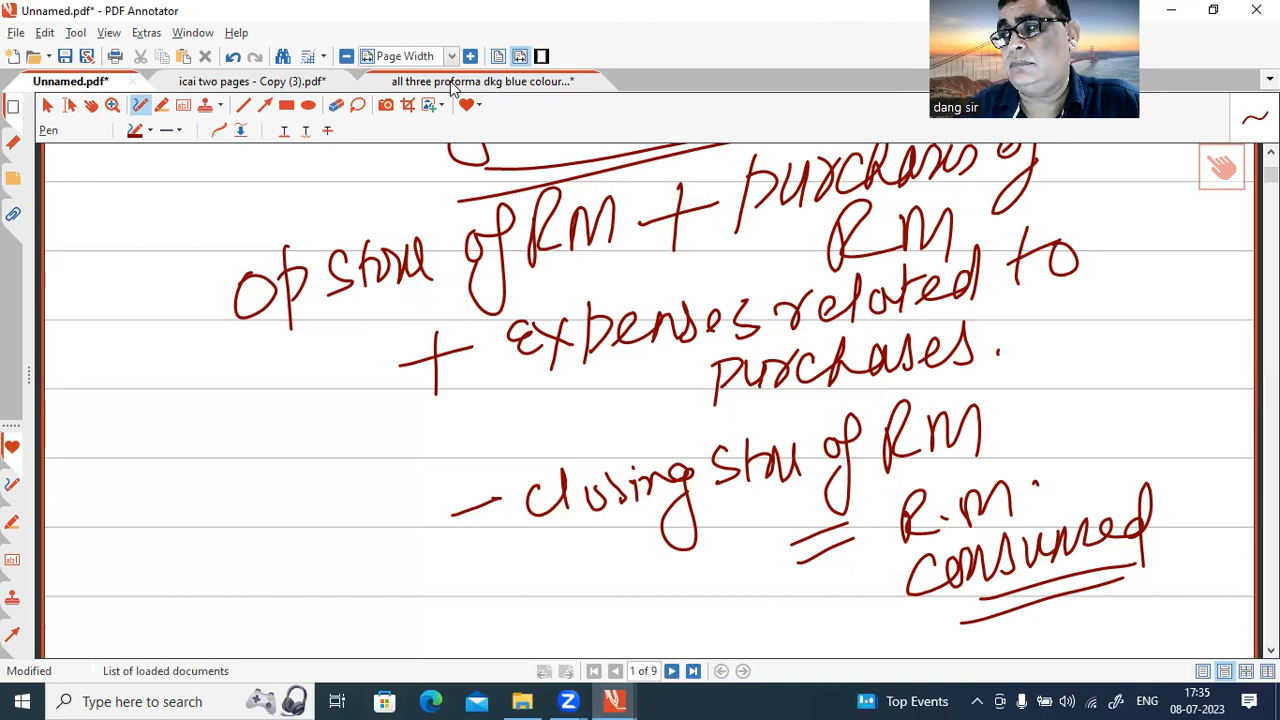 Unnamed.pdf* - PDF Annotator
File Edit Tool View Extras Window Help
Page Width
Unnamed.pdf* icai two pages - Copy (3).pdf* all three proforma dkg blue colour...*
dang sir
Pen
purchases of
op store of RM + RM
+ expenses related to
purchases.
- closing store of RM
= R.M.
consumed
Modified List of loaded documents 1 of 9
Type here to search Top Events ENG 17:35
08-07-2023